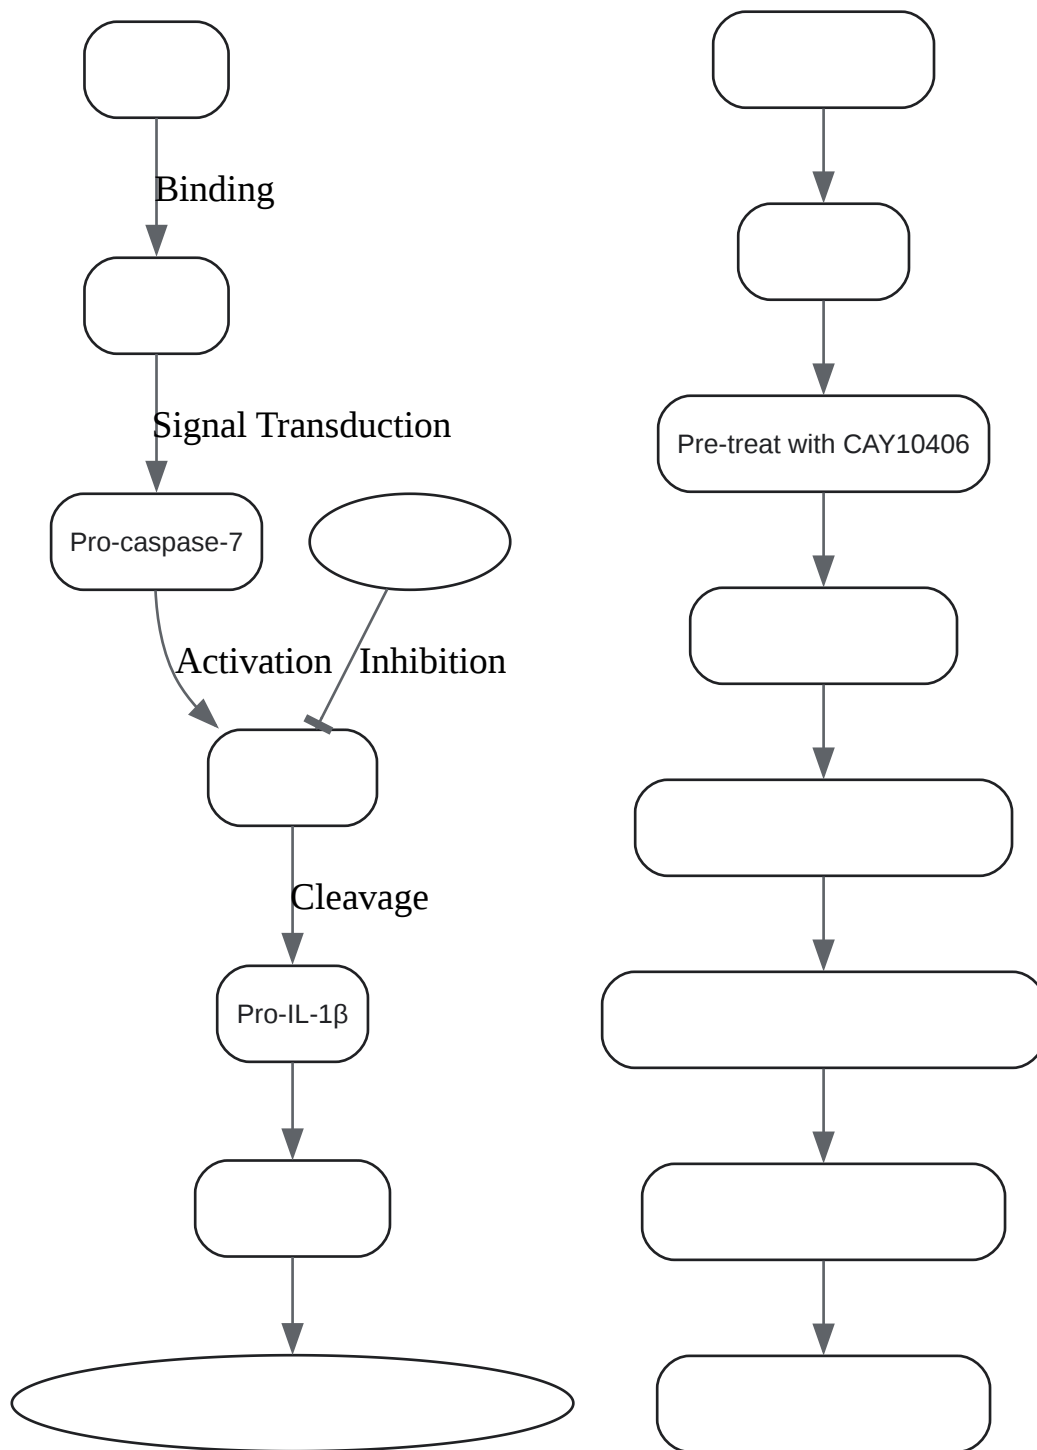 Binding
Signal Transduction
Pro-caspase-7
Activation
Inhibition
Cleavage
Pro-IL-1β
Pre-treat with CAY10406